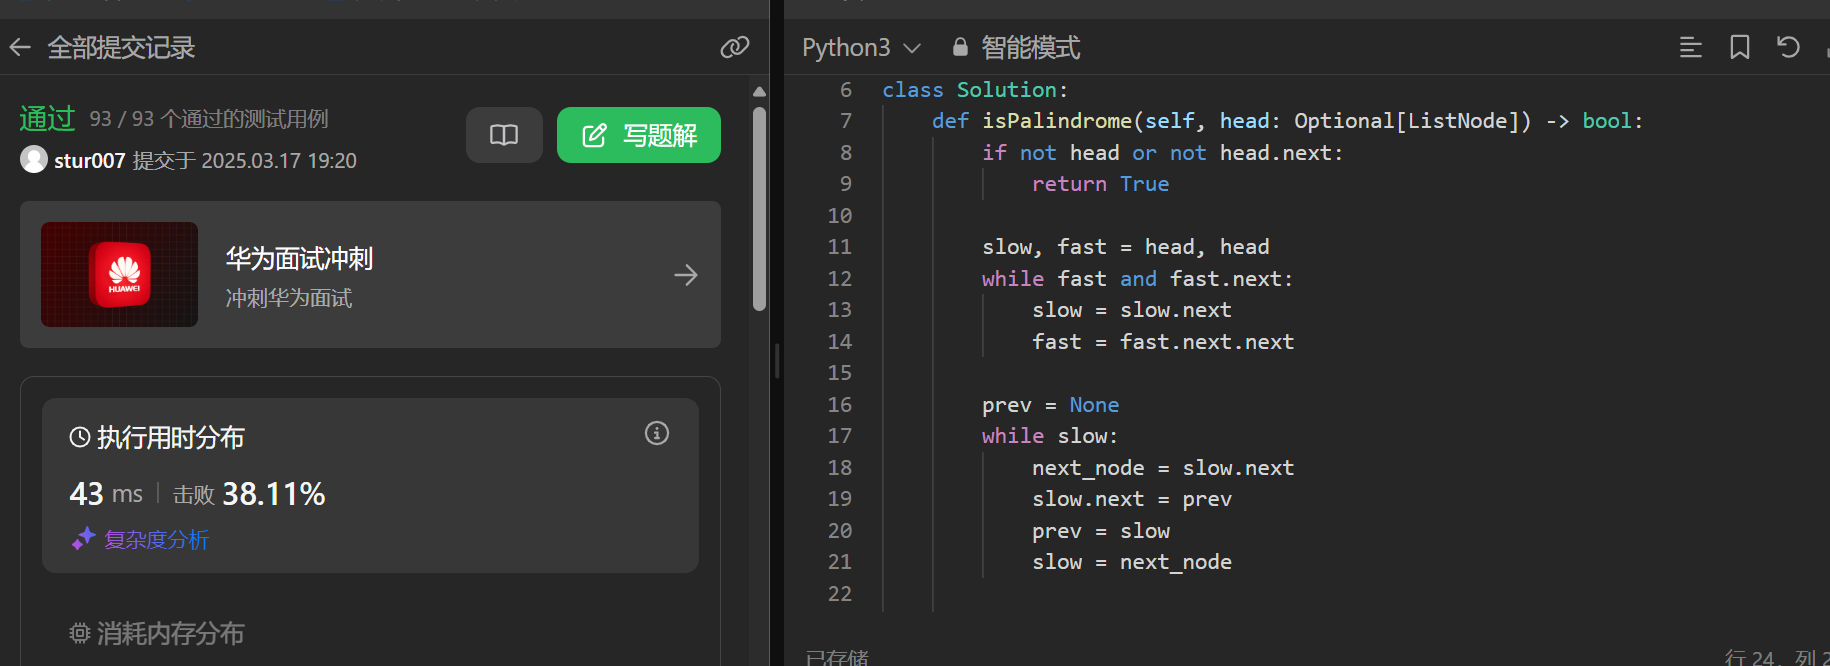 全部提交记录
通过 93 / 93 个通过的测试用例
stur007 提交于 2025.03.17 19:20
写题解
HUAWEI
华为面试冲刺
冲刺华为面试
执行用时分布
43 ms | 击败 38.11%
复杂度分析
消耗内存分布
Python3 智能模式
6 class Solution:
7     def isPalindrome(self, head: Optional[ListNode]) -> bool:
8         if not head or not head.next:
9             return True
10
11         slow, fast = head, head
12         while fast and fast.next:
13             slow = slow.next
14             fast = fast.next.next
15
16         prev = None
17         while slow:
18             next_node = slow.next
19             slow.next = prev
20             prev = slow
21             slow = next_node
22
已存储
行 24, 列